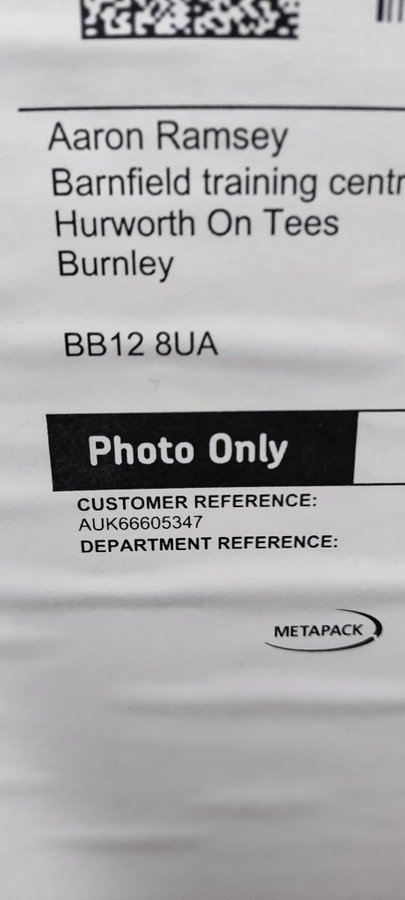 Aaron Ramsey
Barnfield training centr
Hurworth On Tees
Burnley
BB12 8UA
Photo Only
CUSTOMER REFERENCE:
AUK66605347
DEPARTMENT REFERENCE:
METAPACK